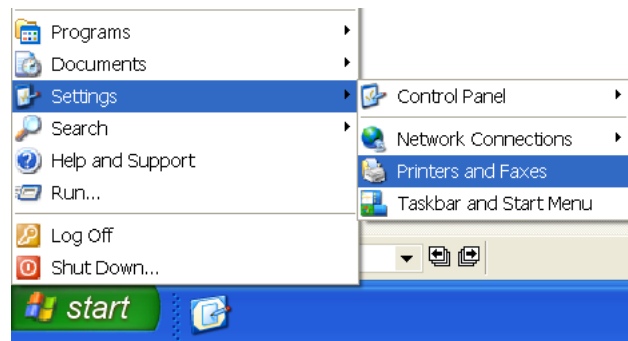 Programs
Documents
Settings
Search
Help and Support
Run...
Log Off
Shut Down...
Control Panel
Network Connections
Printers and Faxes
Taskbar and Start Menu
start